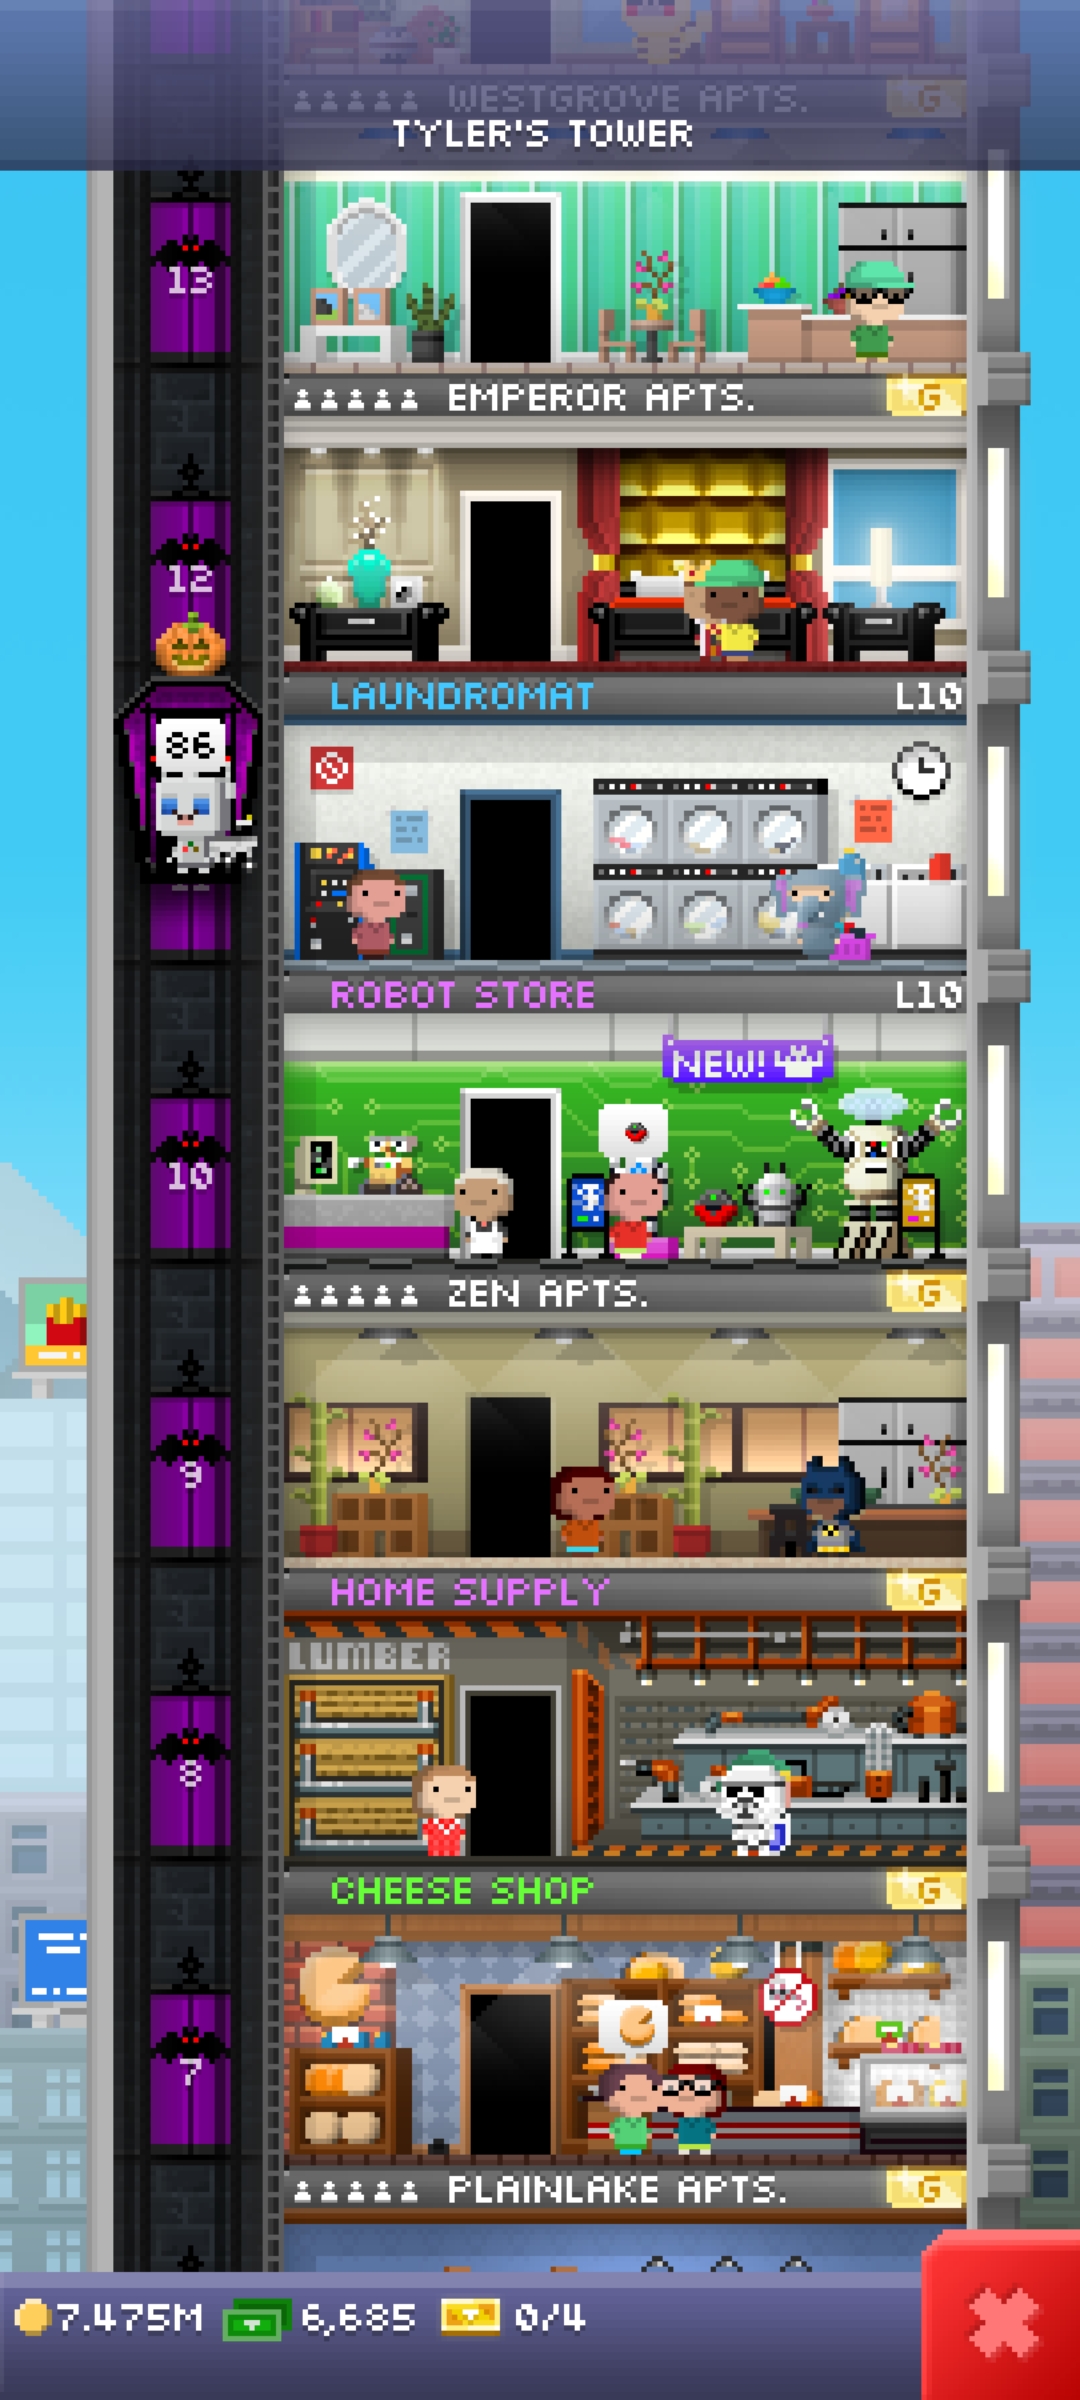 WESTGROVE APTS. G
TYLER'S TOWER
13
EMPEROR APTS. G
12
LAUNDROMAT L10
86
ROBOT STORE L10
NEW!
10
ZEN APTS. G
9
HOME SUPPLY G
LUMBER
8
CHEESE SHOP G
7
PLAINLAKE APTS. G
7.475M 6,685 0/4